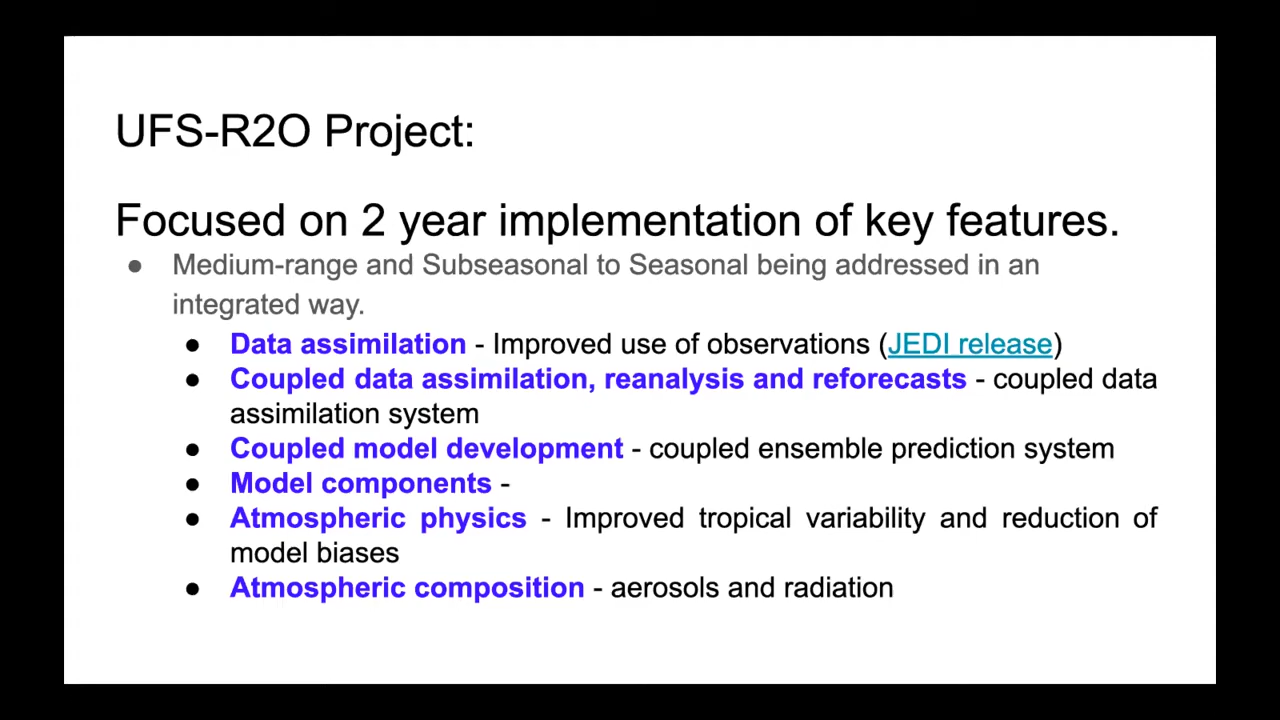 UFS-R2O Project:
Focused on 2 year implementation of key features.
● Medium-range and Subseasonal to Seasonal being addressed in an
integrated way.
● Data assimilation - Improved use of observations (JEDI release)
● Coupled data assimilation, reanalysis and reforecasts - coupled data
assimilation system
● Coupled model development - coupled ensemble prediction system
● Model components -
● Atmospheric physics - Improved tropical variability and reduction of
model biases
● Atmospheric composition - aerosols and radiation